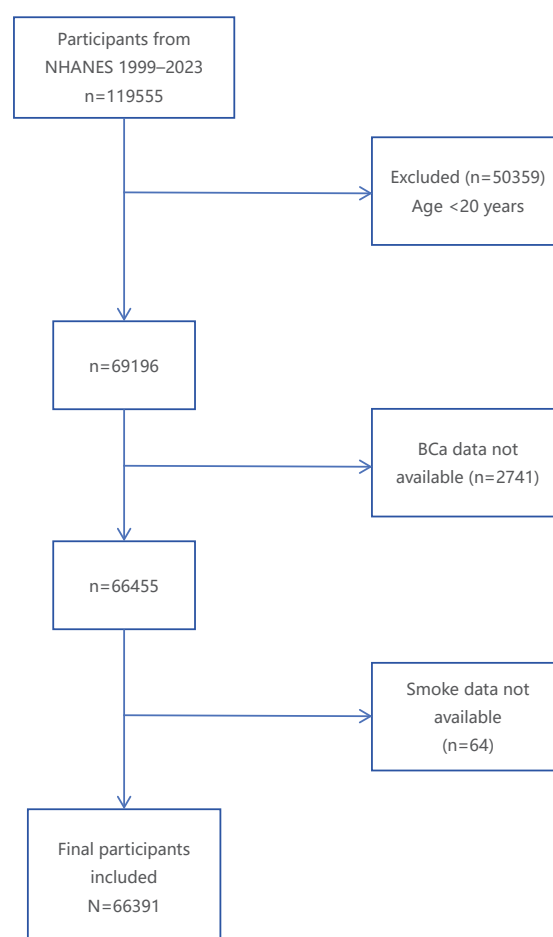 Participants from
NHANES 1999–2023
n=119555
Excluded (n=50359)
Age <20 years
n=69196
BCa data not
available (n=2741)
n=66455
Smoke data not
available
(n=64)
Final participants
included
N=66391